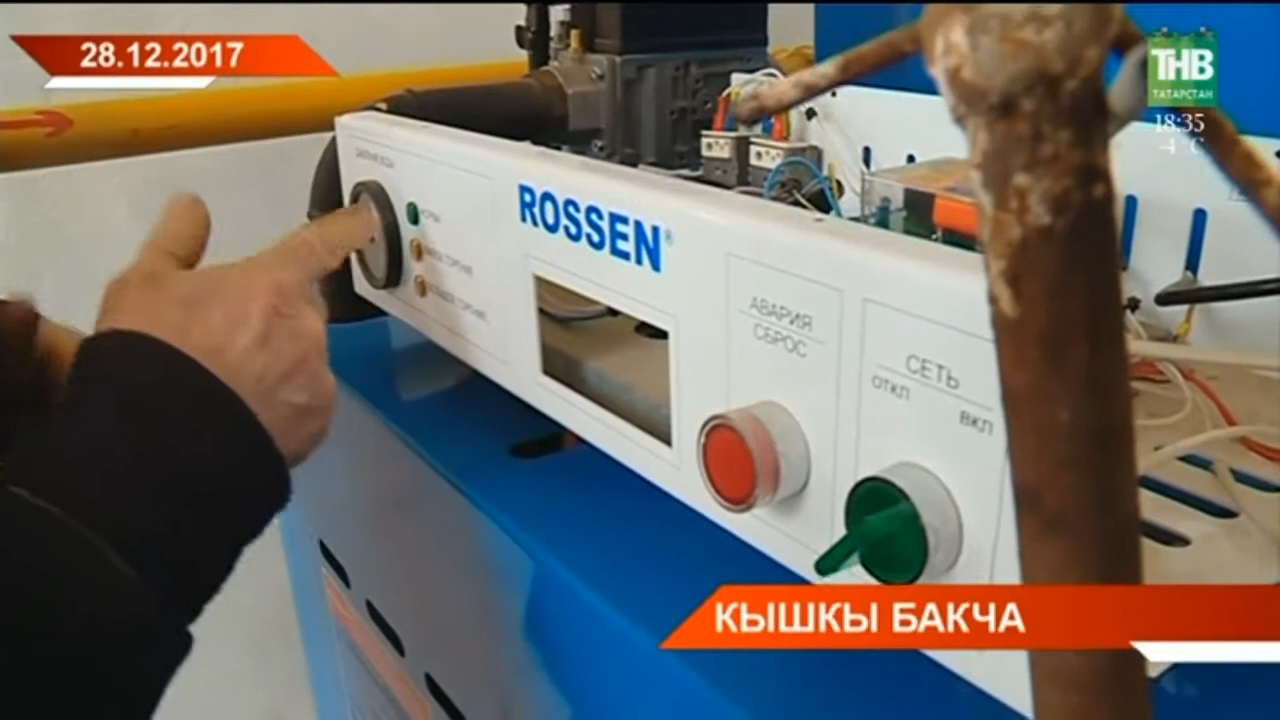 28.12.2017
ТНВ
ТАТАРСТАН
18:35
-4°C
ROSSEN®
АВАРИЯ
СБРОС
СЕТЬ
ОТКЛ
ВКЛ
КЫШКЫ БАКЧА